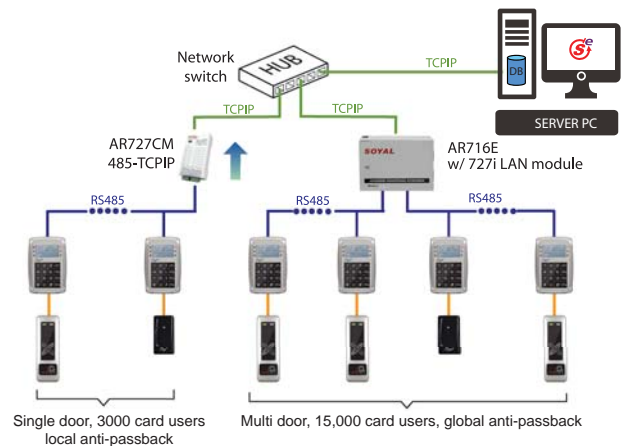 Network
switch
HUB
TCPIP
DB
Se
SERVER PC
TCPIP
TCPIP
AR727CM
485-TCPIP
SOYAL
AR716E
w/ 727i LAN module
RS485
RS485
RS485
Single door, 3000 card users
local anti-passback
Multi door, 15,000 card users, global anti-passback